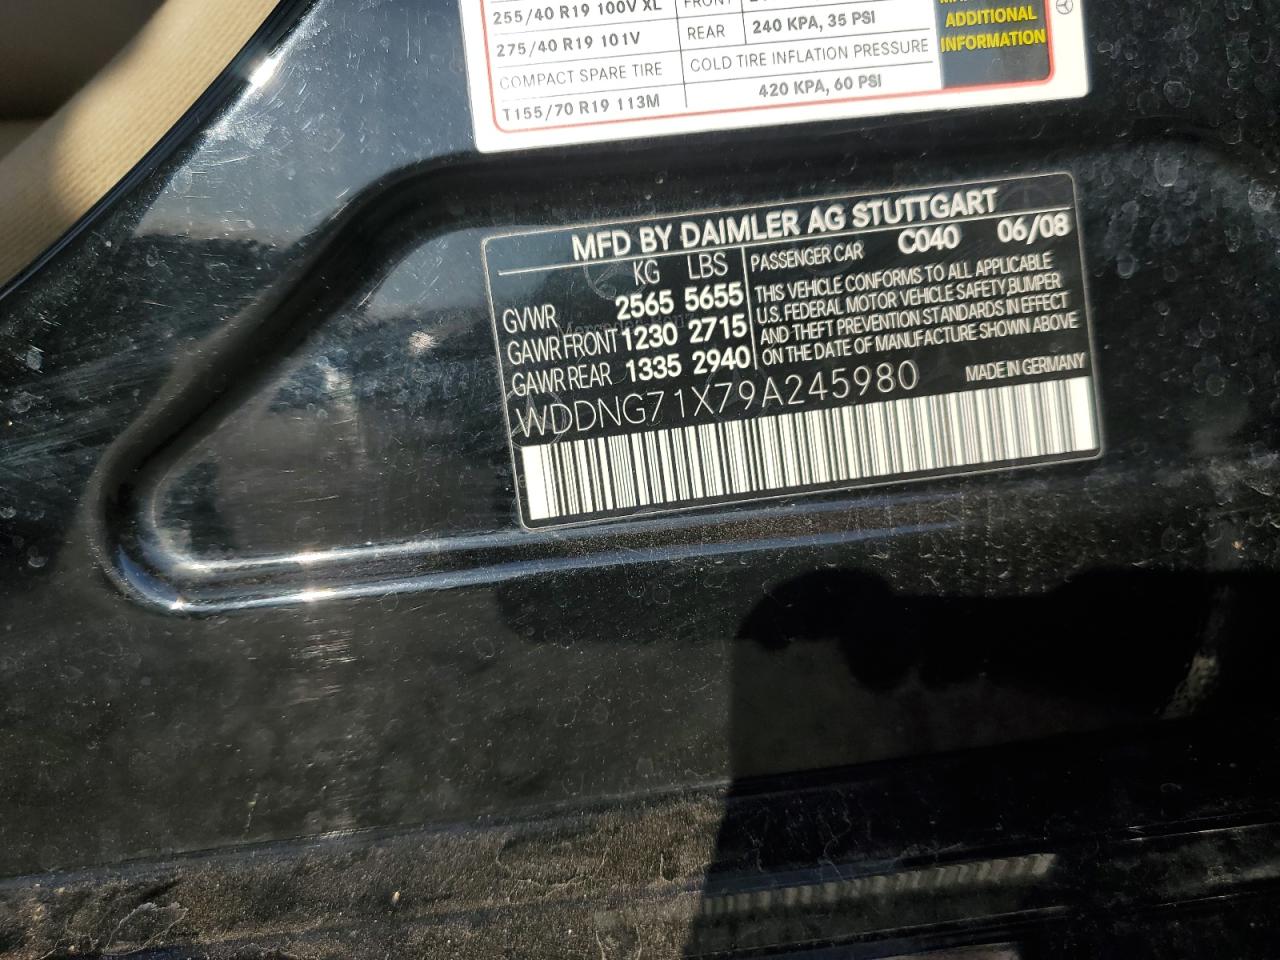 255/40 R19 100V XL FRONT
275/40 R19 101V REAR 240 KPA, 35 PSI
COMPACT SPARE TIRE COLD TIRE INFLATION PRESSURE
T155/70 R19 113M 420 KPA, 60 PSI
ADDITIONAL
INFORMATION
MFD BY DAIMLER AG STUTTGART
KG LBS
GVWR 2565 5655
GAWR FRONT 1230 2715
GAWR REAR 1335 2940
PASSENGER CAR C040 06/08
THIS VEHICLE CONFORMS TO ALL APPLICABLE
U.S. FEDERAL MOTOR VEHICLE SAFETY, BUMPER
AND THEFT PREVENTION STANDARDS IN EFFECT
ON THE DATE OF MANUFACTURE SHOWN ABOVE
WDDNG71X79A245980 MADE IN GERMANY